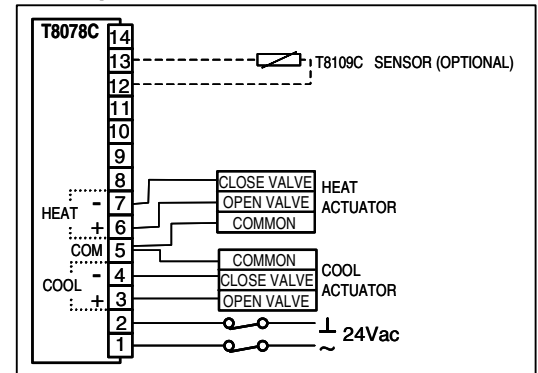 T8078C
14
13
T8109C SENSOR (OPTIONAL)
12
11
10
9
8
CLOSE VALVE
HEAT ACTUATOR
- 7
OPEN VALVE
HEAT
+ 6
COMMON
COM 5
COMMON
COOL ACTUATOR
- 4
CLOSE VALVE
COOL
+ 3
OPEN VALVE
2
⊥ 24Vac
1
~